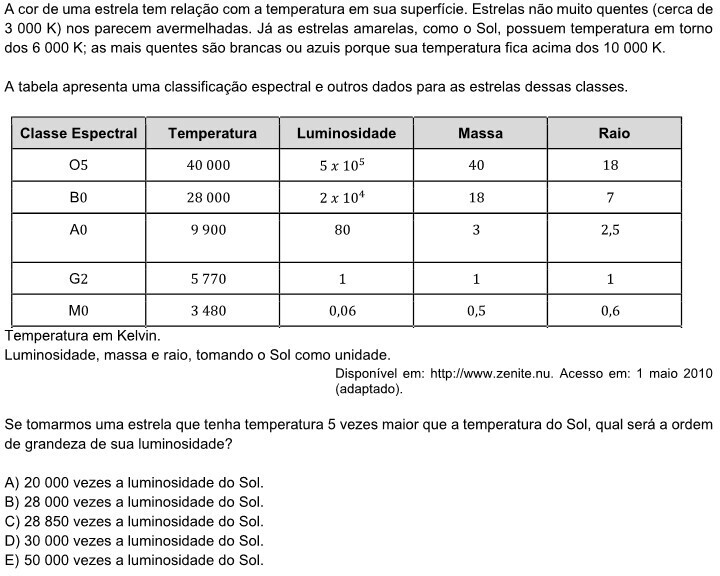 A cor de uma estrela tem relação com a temperatura em sua superfície. Estrelas não muito quentes (cerca de
3 000 K) nos parecem avermelhadas. Já as estrelas amarelas, como o Sol, possuem temperatura em torno
dos 6 000 K; as mais quentes são brancas ou azuis porque sua temperatura fica acima dos 10 000 K.
A tabela apresenta uma classificação espectral e outros dados para as estrelas dessas classes.
Classe Espectral Temperatura Luminosidade Massa Raio
O5 40 000 5 x 10⁵ 40 18
B0 28 000 2 x 10⁴ 18 7
A0 9 900 80 3 2,5
G2 5 770 1 1 1
M0 3 480 0,06 0,5 0,6
Temperatura em Kelvin.
Luminosidade, massa e raio, tomando o Sol como unidade.
Disponível em: http://www.zenite.nu. Acesso em: 1 maio 2010
(adaptado).
Se tomarmos uma estrela que tenha temperatura 5 vezes maior que a temperatura do Sol, qual será a ordem
de grandeza de sua luminosidade?
A) 20 000 vezes a luminosidade do Sol.
B) 28 000 vezes a luminosidade do Sol.
C) 28 850 vezes a luminosidade do Sol.
D) 30 000 vezes a luminosidade do Sol.
E) 50 000 vezes a luminosidade do Sol.